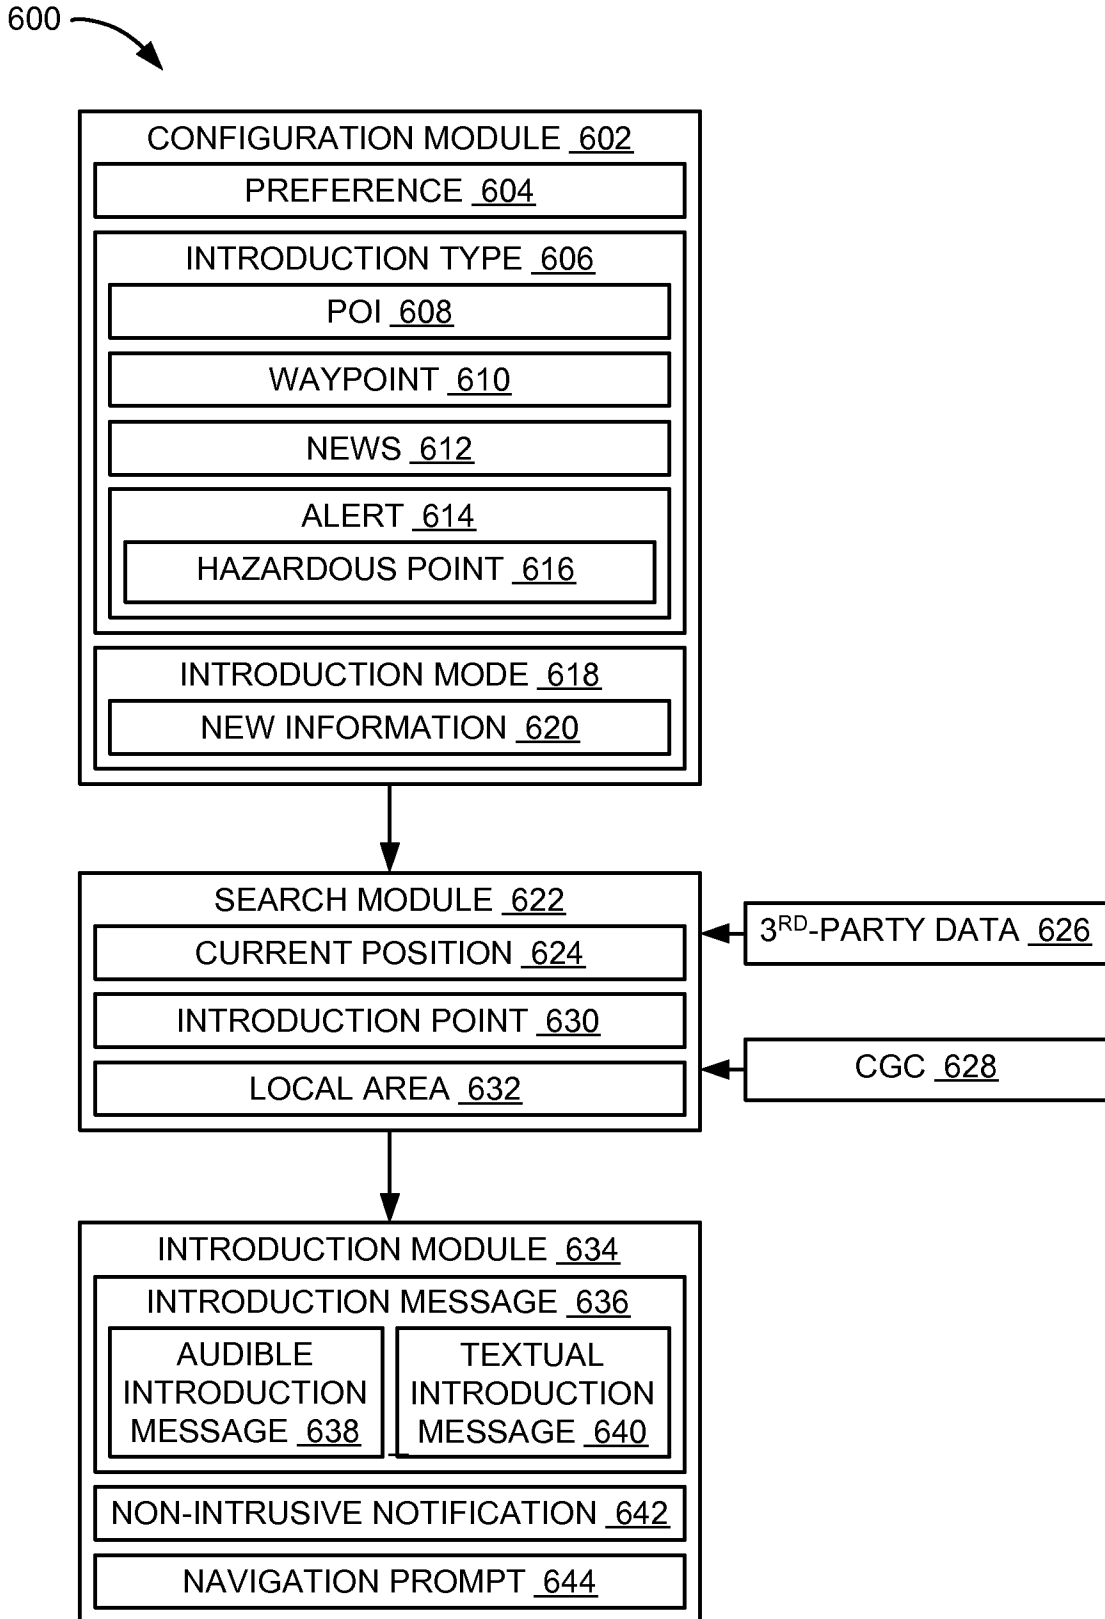 600
CONFIGURATION MODULE 602
PREFERENCE 604
INTRODUCTION TYPE 606
POI 608
WAYPOINT 610
NEWS 612
ALERT 614
HAZARDOUS POINT 616
INTRODUCTION MODE 618
NEW INFORMATION 620
SEARCH MODULE 622
CURRENT POSITION 624
INTRODUCTION POINT 630
LOCAL AREA 632
3RD-PARTY DATA 626
CGC 628
INTRODUCTION MODULE 634
INTRODUCTION MESSAGE 636
AUDIBLE
INTRODUCTION
MESSAGE 638
TEXTUAL
INTRODUCTION
MESSAGE 640
NON-INTRUSIVE NOTIFICATION 642
NAVIGATION PROMPT 644